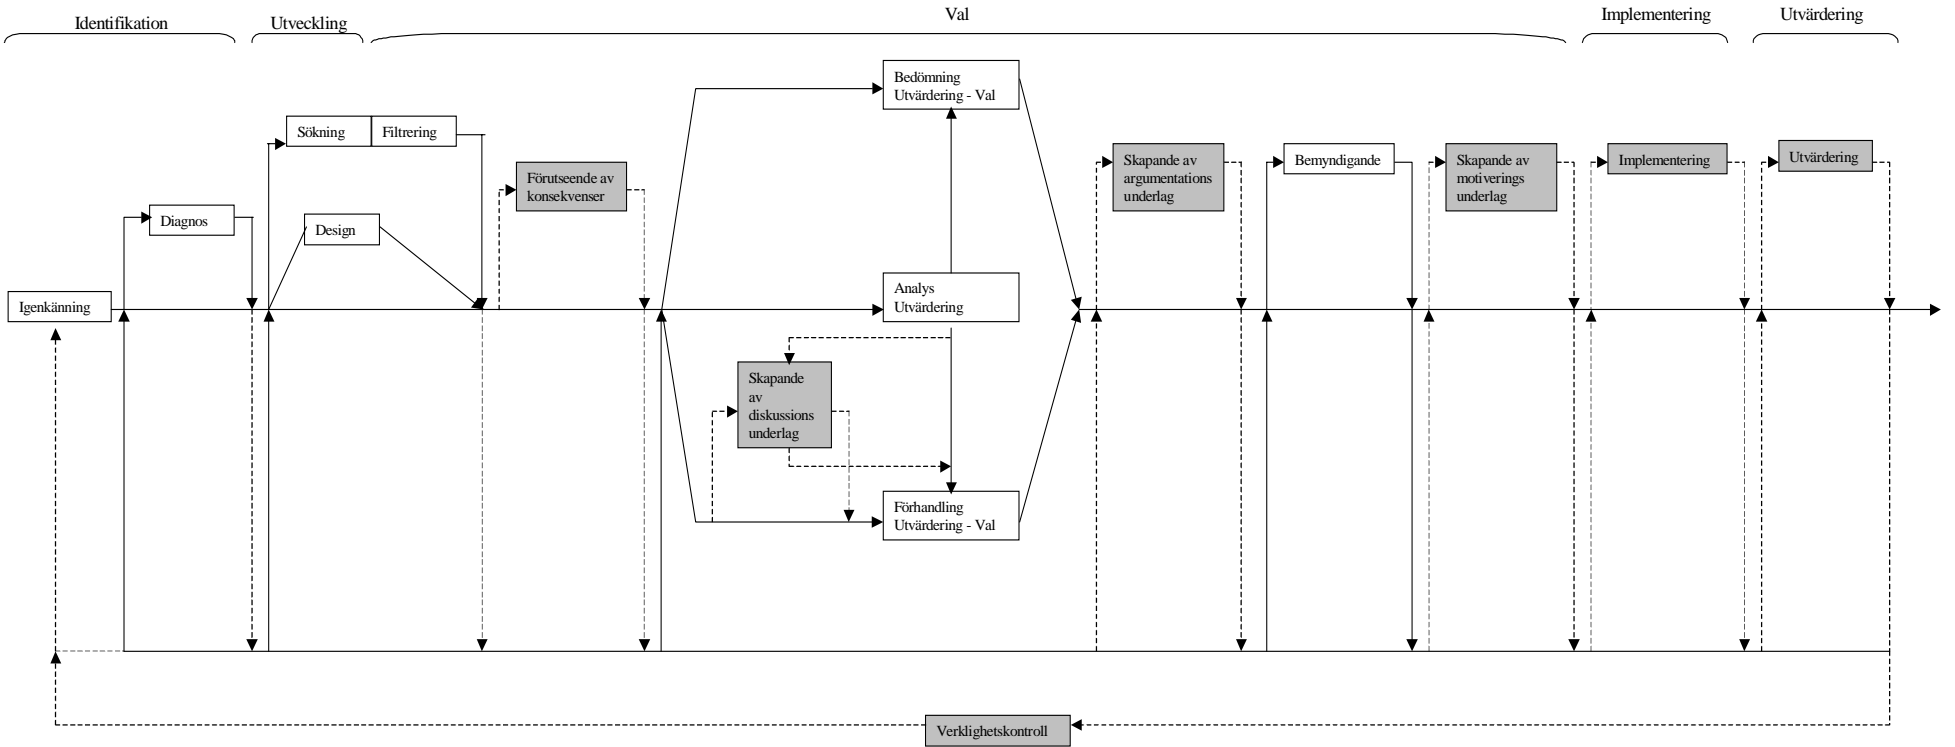 Identifikation
Utveckling
Val
Implementering
Utvärdering
Bedömning
Utvärdering - Val
Sökning
Filtrering
Förutseende av
konsekvenser
Skapande av
argumentations
underlag
Bemyndigande
Skapande av
motiverings
underlag
Implementering
Utvärdering
Diagnos
Design
Igenkänning
Analys
Utvärdering
Skapande
av
diskussions
underlag
Förhandling
Utvärdering - Val
Verklighetskontroll